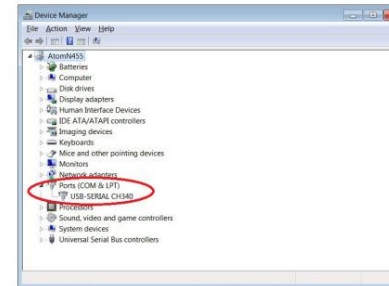 Device Manager
File Action View Help
AtomN455
Batteries
Computer
Disk drives
Display adapters
Human Interface Devices
IDE ATA/ATAPI controllers
Imaging devices
Keyboards
Mice and other pointing devices
Monitors
Network adapters
Ports (COM & LPT)
USB-SERIAL CH340
Processors
Sound, video and game controllers
System devices
Universal Serial Bus controllers